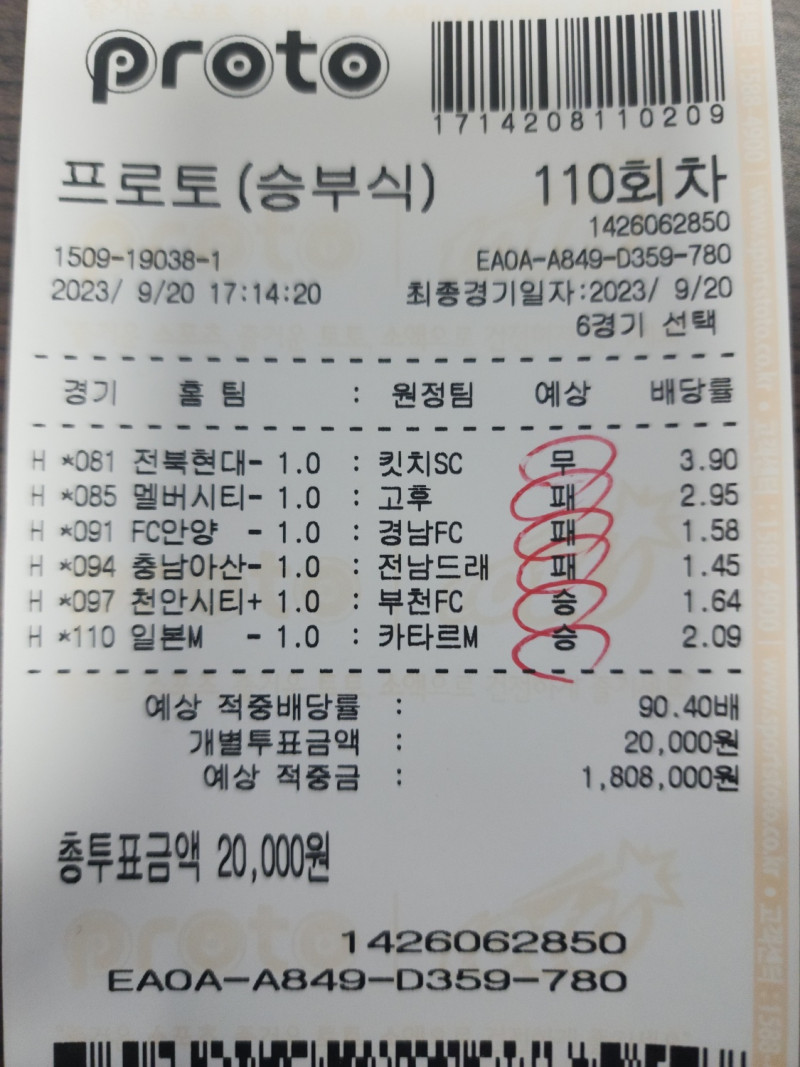 proto
1714208110209
프로토(승부식) 110회차
1426062850
1509-19038-1 EA0A-A849-D359-780
2023/ 9/20 17:14:20 최종경기일자:2023/ 9/20
6경기 선택
경기 홈 팀 : 원정팀 예상 배당률
H *081 전북현대- 1.0 : 킷치SC 무 3.90
H *085 멜버시티- 1.0 : 고후 패 2.95
H *091 FC안양 - 1.0 : 경남FC 패 1.58
H *094 충남아산- 1.0 : 전남드래 패 1.45
H *097 천안시티+ 1.0 : 부천FC 승 1.64
H *110 일본M - 1.0 : 카타르M 승 2.09
예상 적중배당률 : 90.40배
개별투표금액 : 20,000원
예상 적중금 : 1,808,000원
총투표금액 20,000원
1426062850
EA0A-A849-D359-780